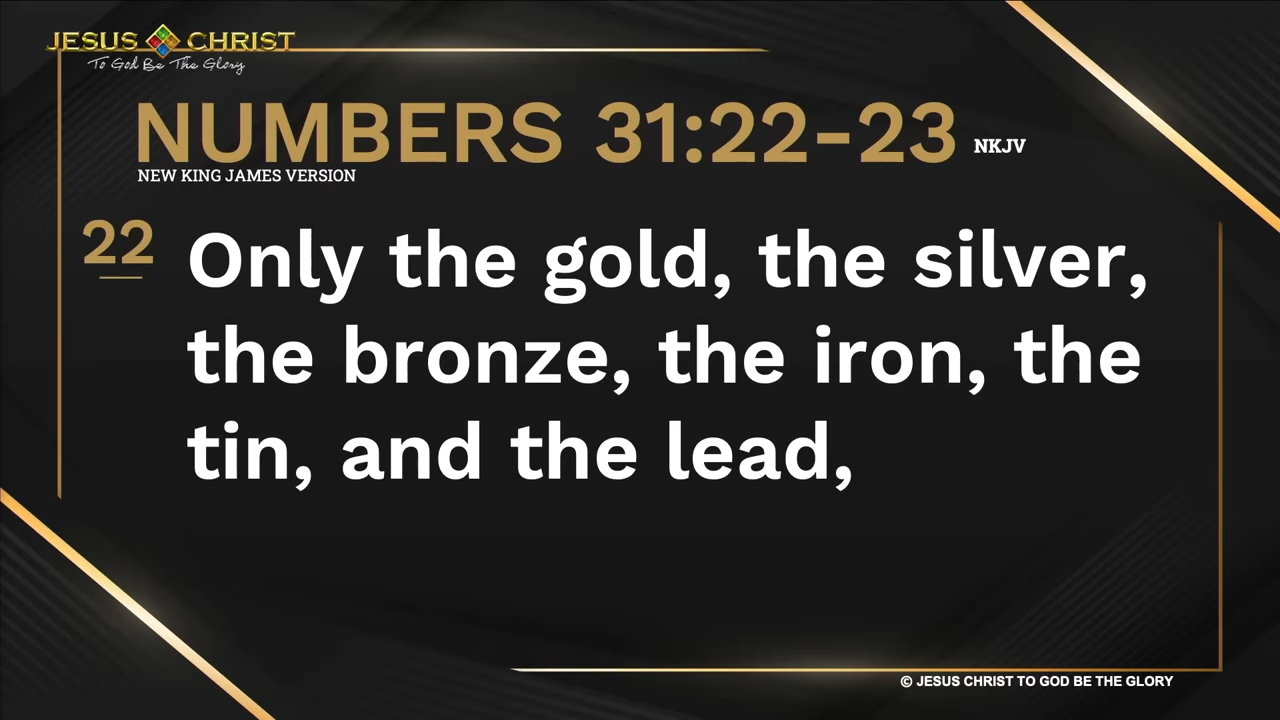 JESUS CHRIST
To God Be The Glory
NUMBERS 31:22-23 NKJV
NEW KING JAMES VERSION
22 Only the gold, the silver,
the bronze, the iron, the
tin, and the lead,
© JESUS CHRIST TO GOD BE THE GLORY